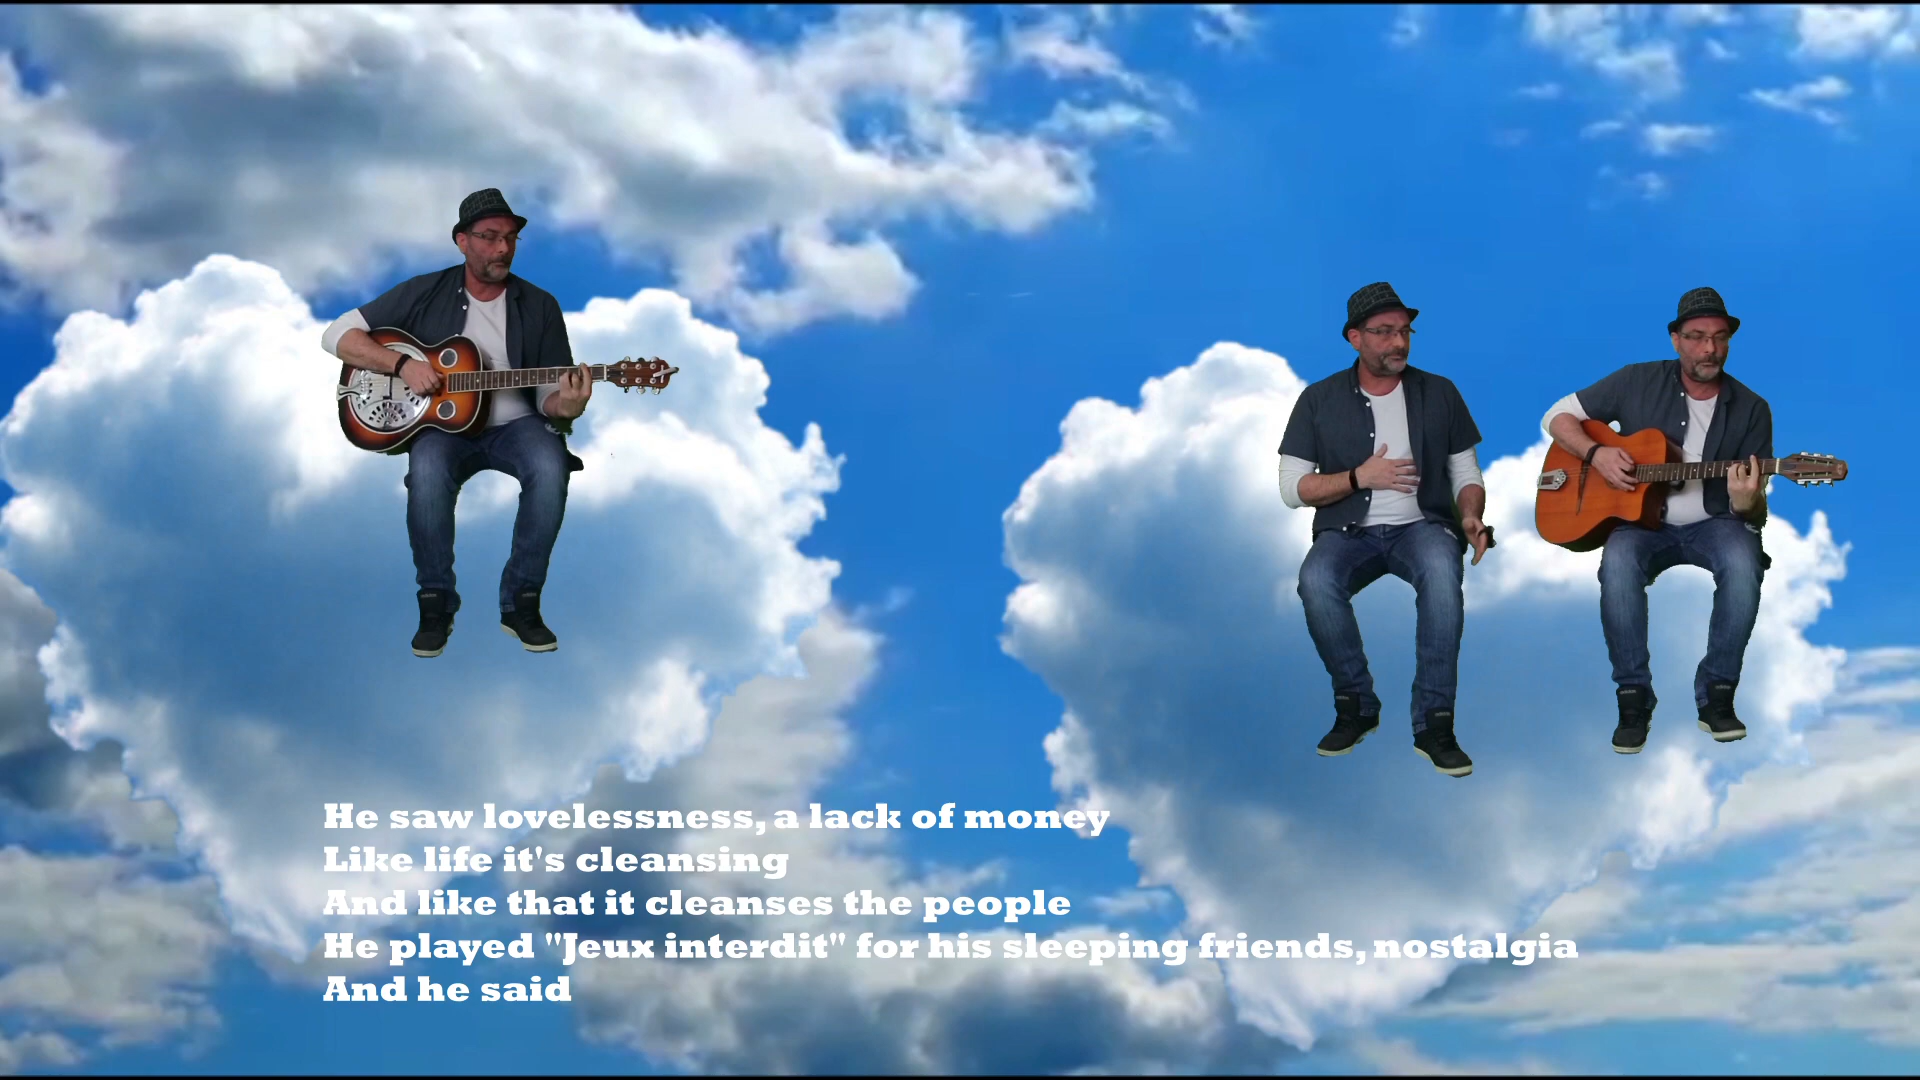 He saw lovelessness, a lack of money
Like life it's cleansing
And like that it cleanses the people
He played "Jeux interdit" for his sleeping friends, nostalgia
And he said